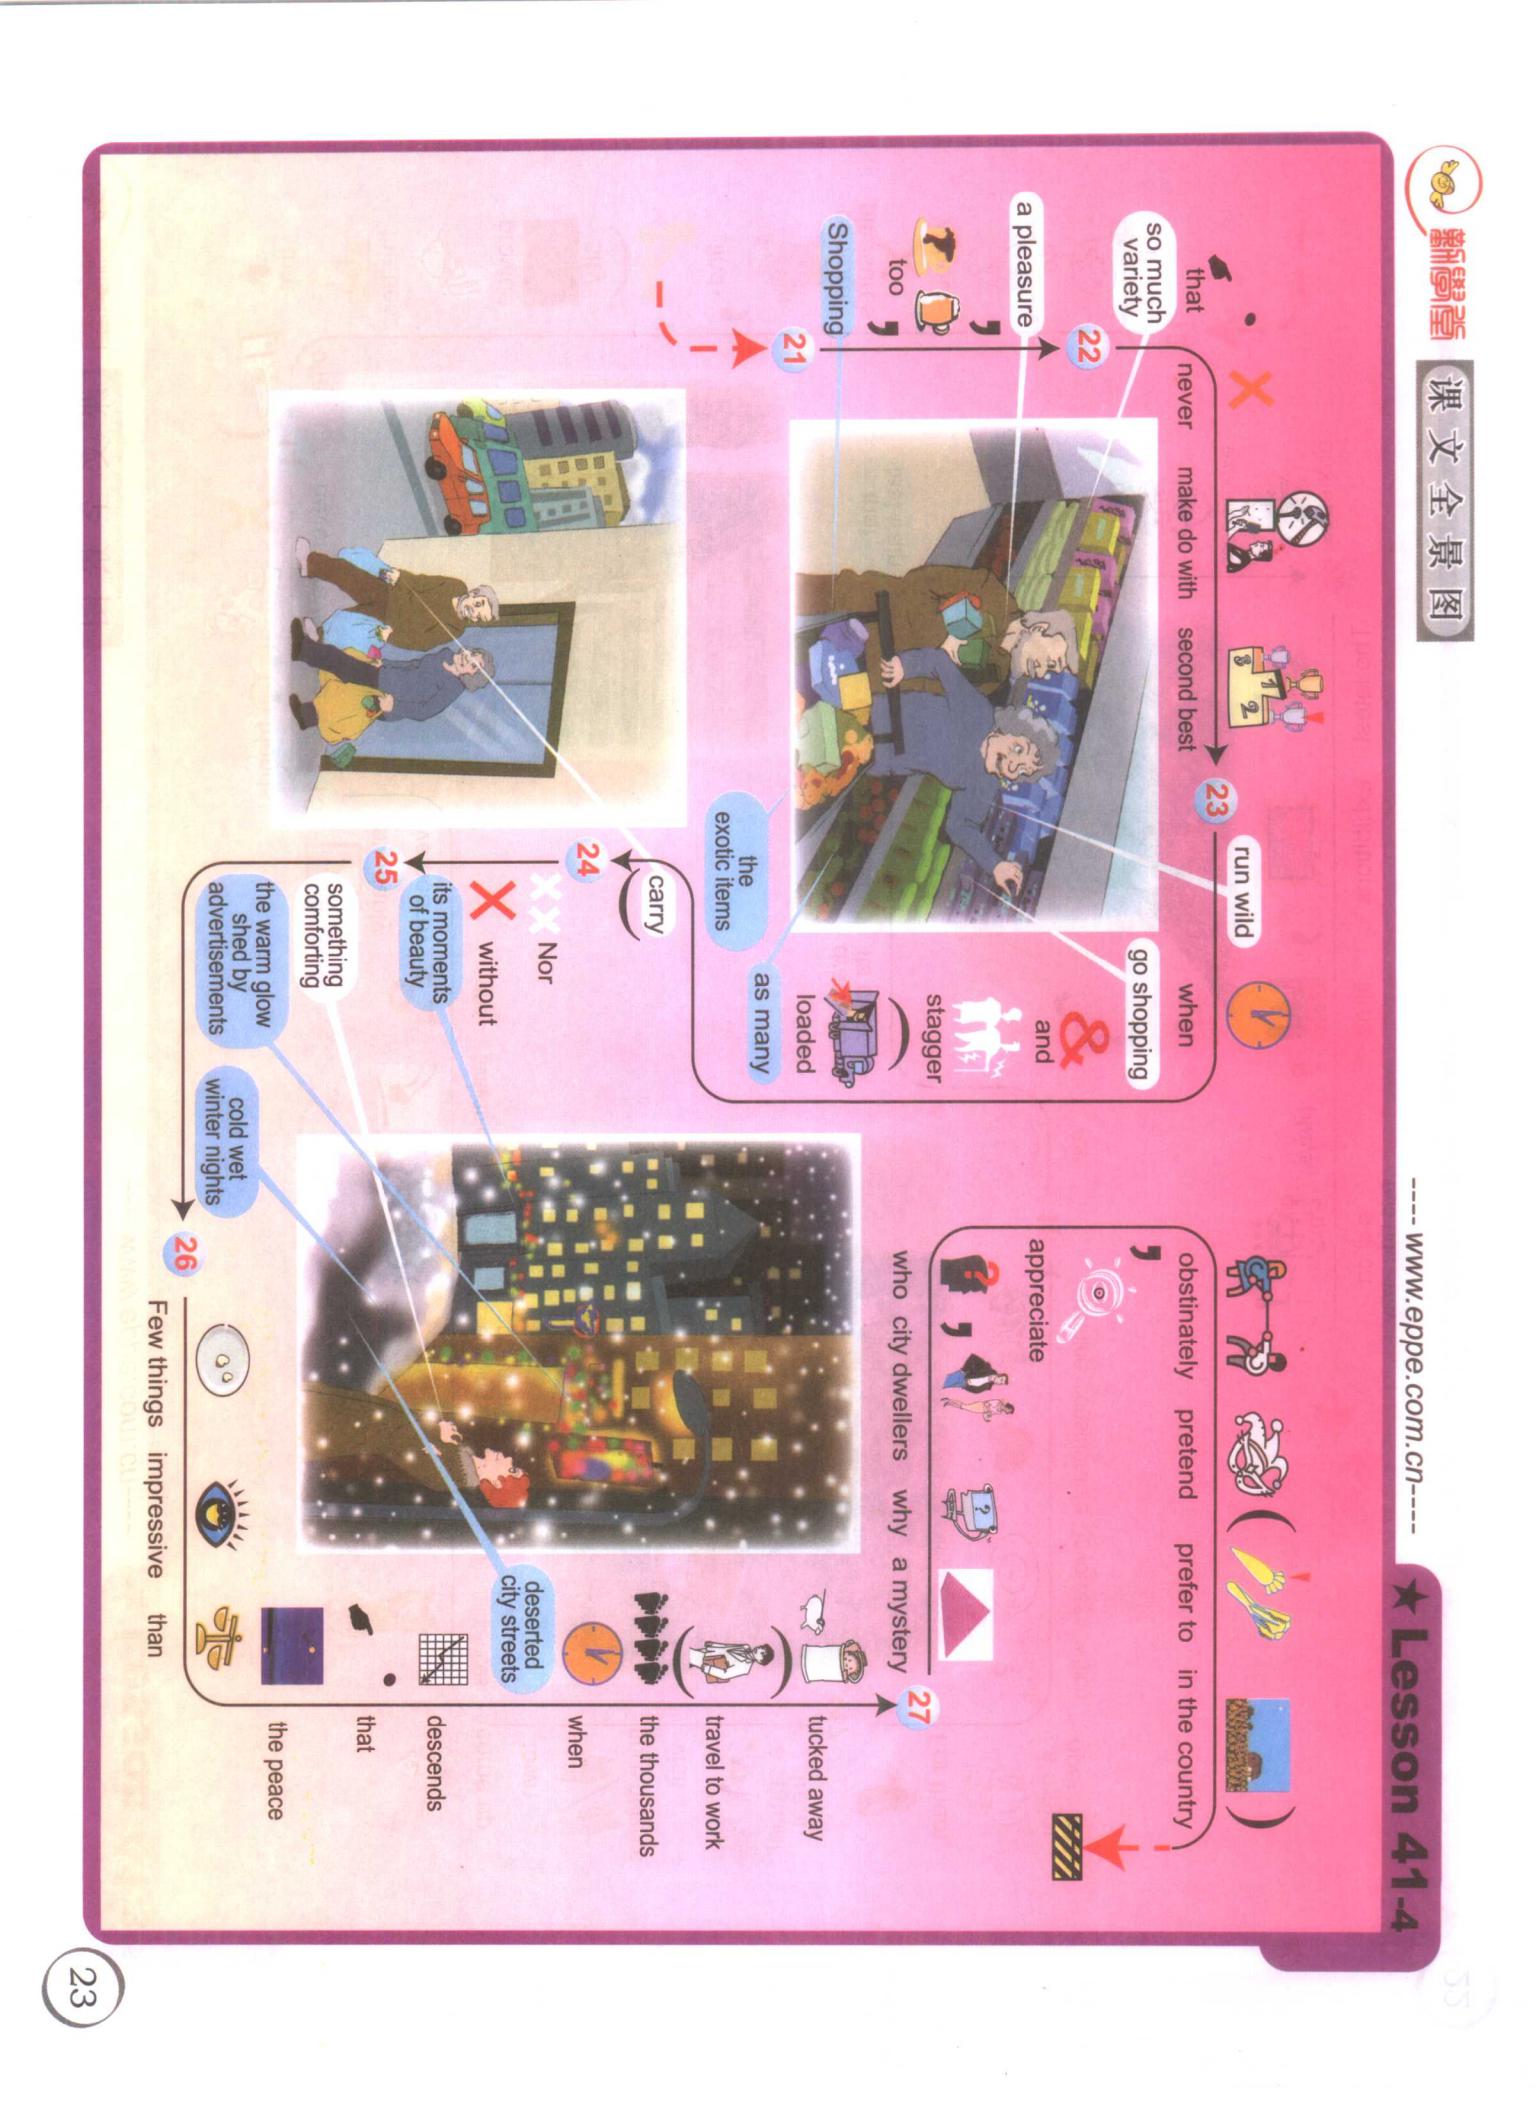 新學堂
课文全景图
---- www.eppe.com.cn----
★ Lesson 41-4
21
Shopping
,
too
,
a pleasure
22
so much
variety
that
never make do with second best
23
run wild
when
go shopping
and
stagger
(
loaded
as many
the
exotic items
carry
)
24
Nor
without
its moments
of beauty
25
something
comforting
the warm glow
shed by
advertisements
cold wet
winter nights
26
Few things impressive than
the peace
that
descends
deserted
city streets
when
the thousands
( travel to work )
tucked away
27
who city dwellers why a mystery
appreciate
,
obstinately pretend ( prefer to in the country )
23